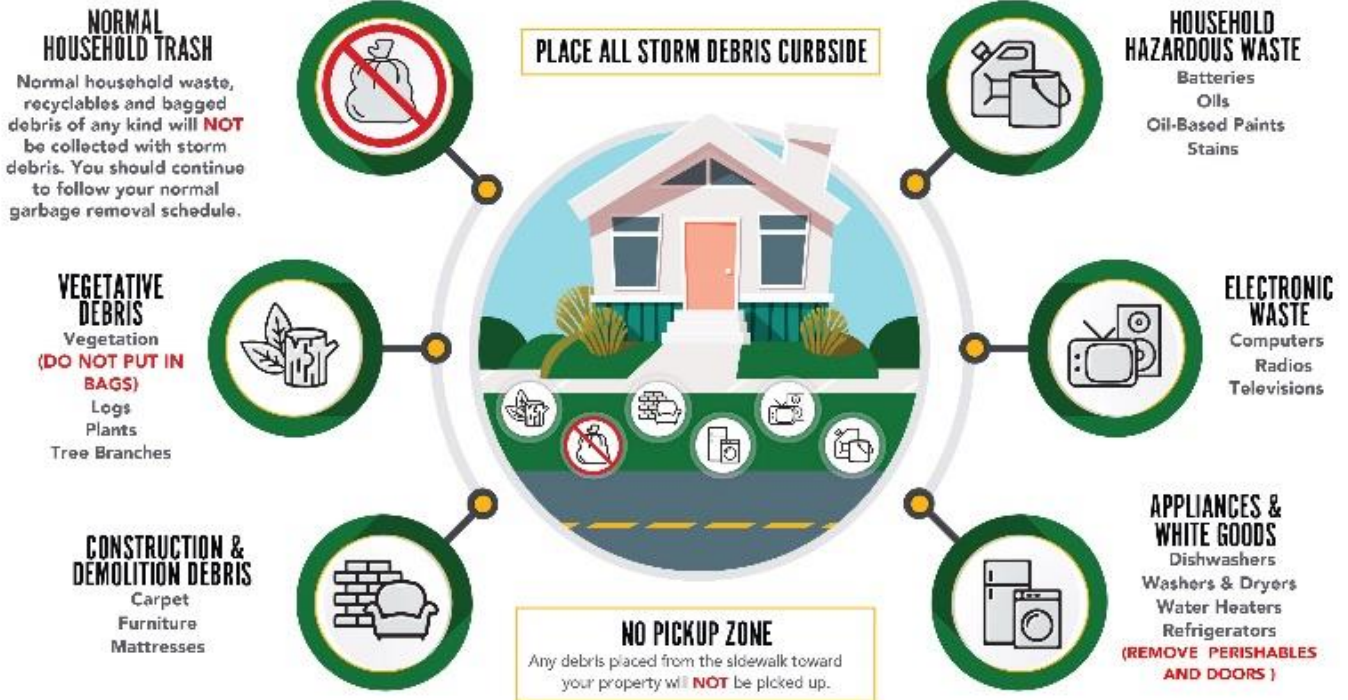 NORMAL
HOUSEHOLD TRASH
Normal household waste,
recyclables and bagged
debris of any kind will NOT
be collected with storm
debris. You should continue
to follow your normal
garbage removal schedule.
PLACE ALL STORM DEBRIS CURBSIDE
HOUSEHOLD
HAZARDOUS WASTE
Batteries
Oils
Oil-Based Paints
Stains
VEGETATIVE
DEBRIS
Vegetation
(DO NOT PUT IN
BAGS)
Logs
Plants
Tree Branches
ELECTRONIC
WASTE
Computers
Radios
Televisions
CONSTRUCTION &
DEMOLITION DEBRIS
Carpet
Furniture
Mattresses
NO PICKUP ZONE
Any debris placed from the sidewalk toward
your property will NOT be picked up.
APPLIANCES &
WHITE GOODS
Dishwashers
Washers & Dryers
Water Heaters
Refrigerators
(REMOVE PERISHABLES
AND DOORS )